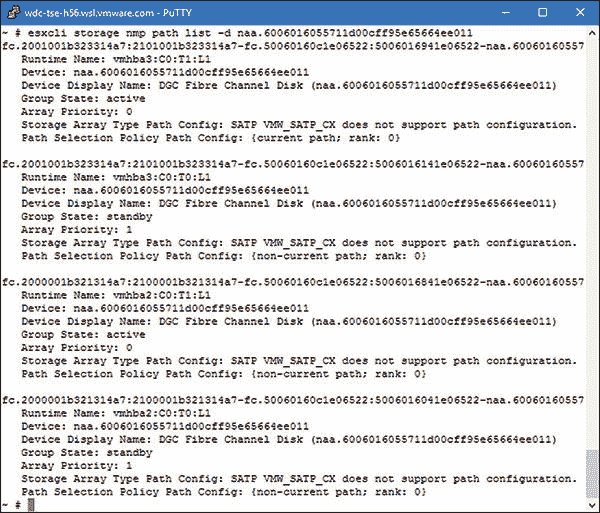 wdc-tse-h56.wsl.vmware.com - PuTTY
~ # esxcli storage nmp path list -d naa.6006016055711d00cff95e65664ee011
fc.2001001b323314a7:2101001b323314a7-fc.50060160c1e06522:5006016941e06522-naa.60060160557
Runtime Name: vmhba3:C0:T1:L1
Device: naa.6006016055711d00cff95e65664ee011
Device Display Name: DGC Fibre Channel Disk (naa.6006016055711d00cff95e65664ee011)
Group State: active
Array Priority: 0
Storage Array Type Path Config: SATP VMW_SATP_CX does not support path configuration.
Path Selection Policy Path Config: {current path; rank: 0}
fc.2001001b323314a7:2101001b323314a7-fc.50060160c1e06522:5006016141e06522-naa.60060160557
Runtime Name: vmhba3:C0:T0:L1
Device: naa.6006016055711d00cff95e65664ee011
Device Display Name: DGC Fibre Channel Disk (naa.6006016055711d00cff95e65664ee011)
Group State: standby
Array Priority: 1
Storage Array Type Path Config: SATP VMW_SATP_CX does not support path configuration.
Path Selection Policy Path Config: {non-current path; rank: 0}
fc.2000001b321314a7:2100001b321314a7-fc.50060160c1e06522:5006016841e06522-naa.60060160557
Runtime Name: vmhba2:C0:T1:L1
Device: naa.6006016055711d00cff95e65664ee011
Device Display Name: DGC Fibre Channel Disk (naa.6006016055711d00cff95e65664ee011)
Group State: active
Array Priority: 0
Storage Array Type Path Config: SATP VMW_SATP_CX does not support path configuration.
Path Selection Policy Path Config: {non-current path; rank: 0}
fc.2000001b321314a7:2100001b321314a7-fc.50060160c1e06522:5006016041e06522-naa.60060160557
Runtime Name: vmhba2:C0:T0:L1
Device: naa.6006016055711d00cff95e65664ee011
Device Display Name: DGC Fibre Channel Disk (naa.6006016055711d00cff95e65664ee011)
Group State: standby
Array Priority: 1
Storage Array Type Path Config: SATP VMW_SATP_CX does not support path configuration.
Path Selection Policy Path Config: {non-current path; rank: 0}
~ #